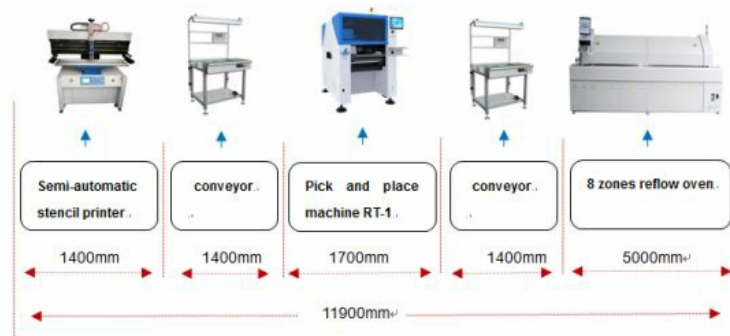 Semi-automatic
stencil printer
conveyor
Pick and place
machine RT-1
conveyor
8 zones reflow oven
1400mm
1400mm
1700mm
1400mm
5000mm
11900mm